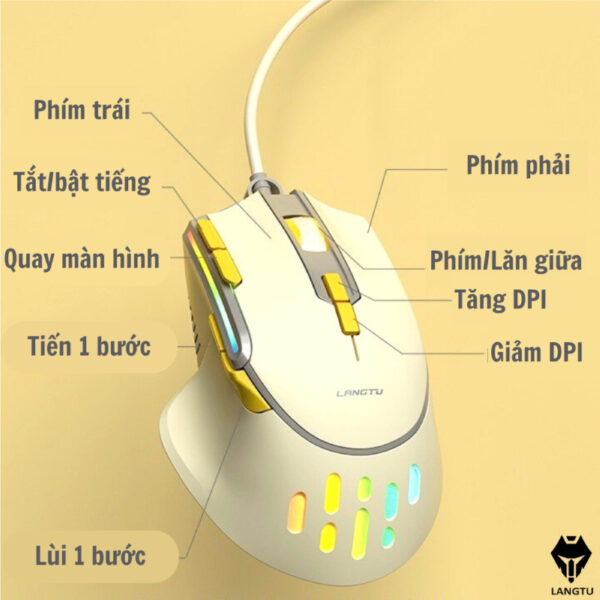 Phím trái
Phím phải
Tắt/bật tiếng
Quay màn hình
Phím/Lăn giữa
Tăng DPI
Tiến 1 bước
Giảm DPI
LANGTU
Lùi 1 bước
LANGTU